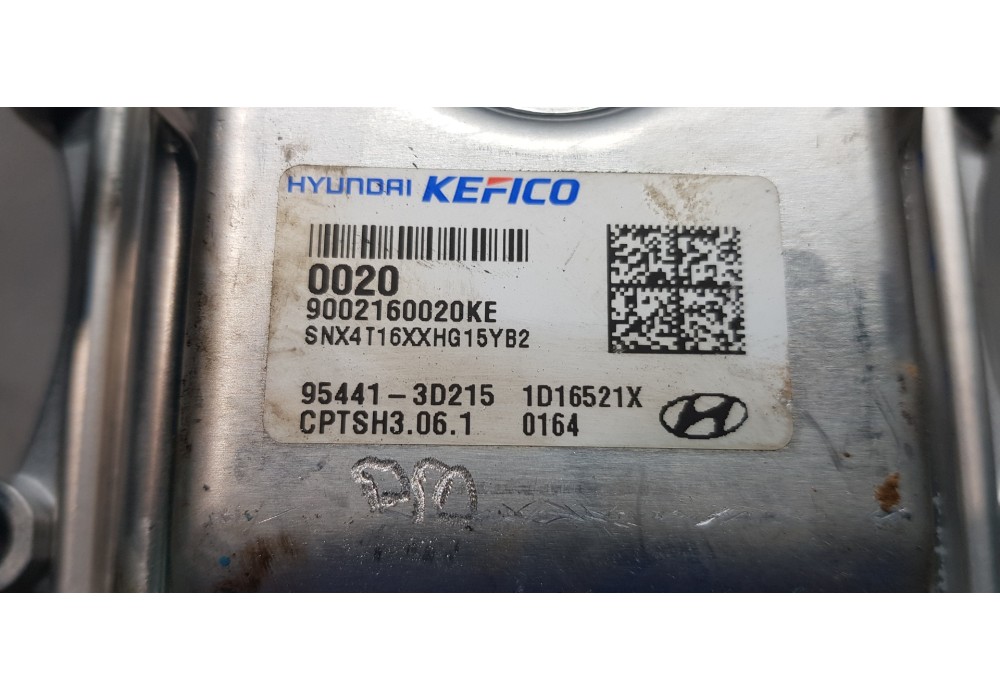 HYUNDAI KEFICO
0020
9002160020KE
SNX4T16XXHG15YB2
95441-3D215 1D16521X
CPTSH3.06.1 0164